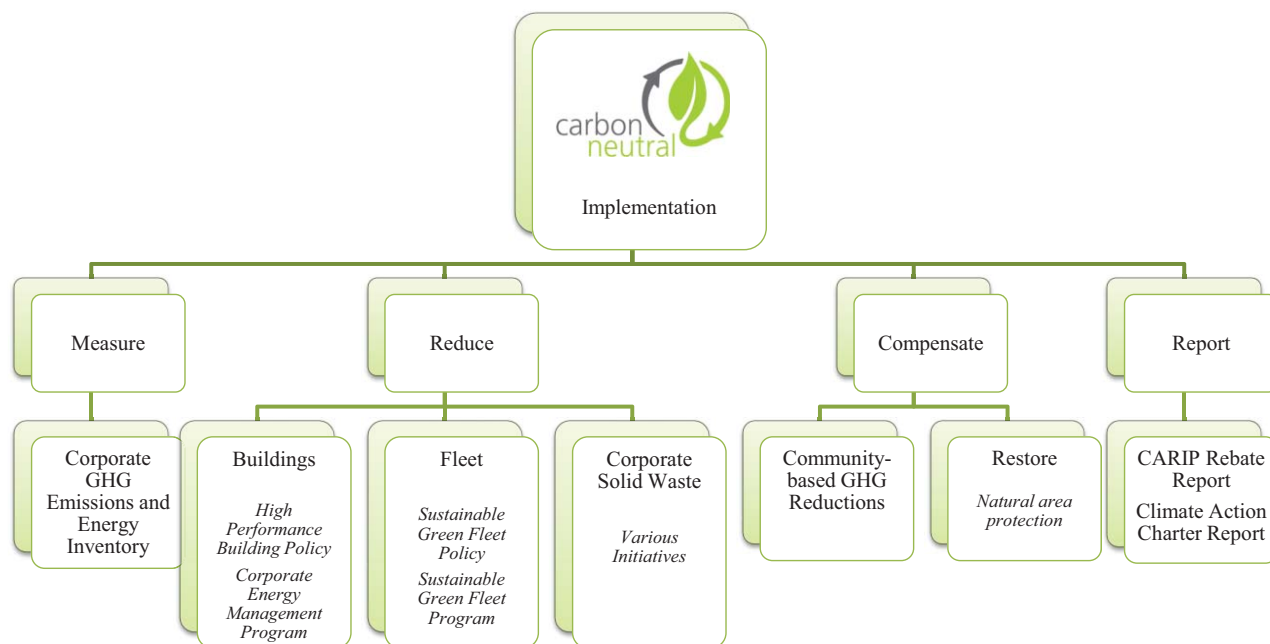 carbon
neutral
Implementation
Measure
Reduce
Compensate
Report
Corporate
GHG
Emissions and
Energy
Inventory
Buildings
High
Performance
Building Policy
Corporate
Energy
Management
Program
Fleet
Sustainable
Green Fleet
Policy
Sustainable
Green Fleet
Program
Corporate
Solid Waste
Various
Initiatives
Community-
based GHG
Reductions
Restore
Natural area
protection
CARIP Rebate
Report
Climate Action
Charter Report